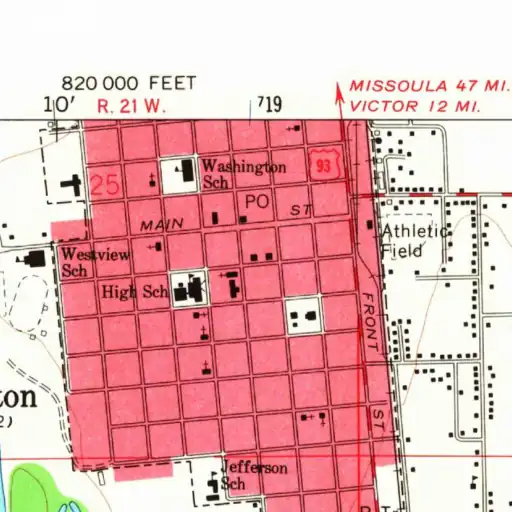 820 000 FEET
MISSOULA 47 MI.
10' R. 21 W. 719 VICTOR 12 MI.
Washington
Sch
93
25
PO
MAIN ST
Athletic
Field
Westview
Sch
High Sch
FRONT ST
ton
2)
Jefferson
Sch